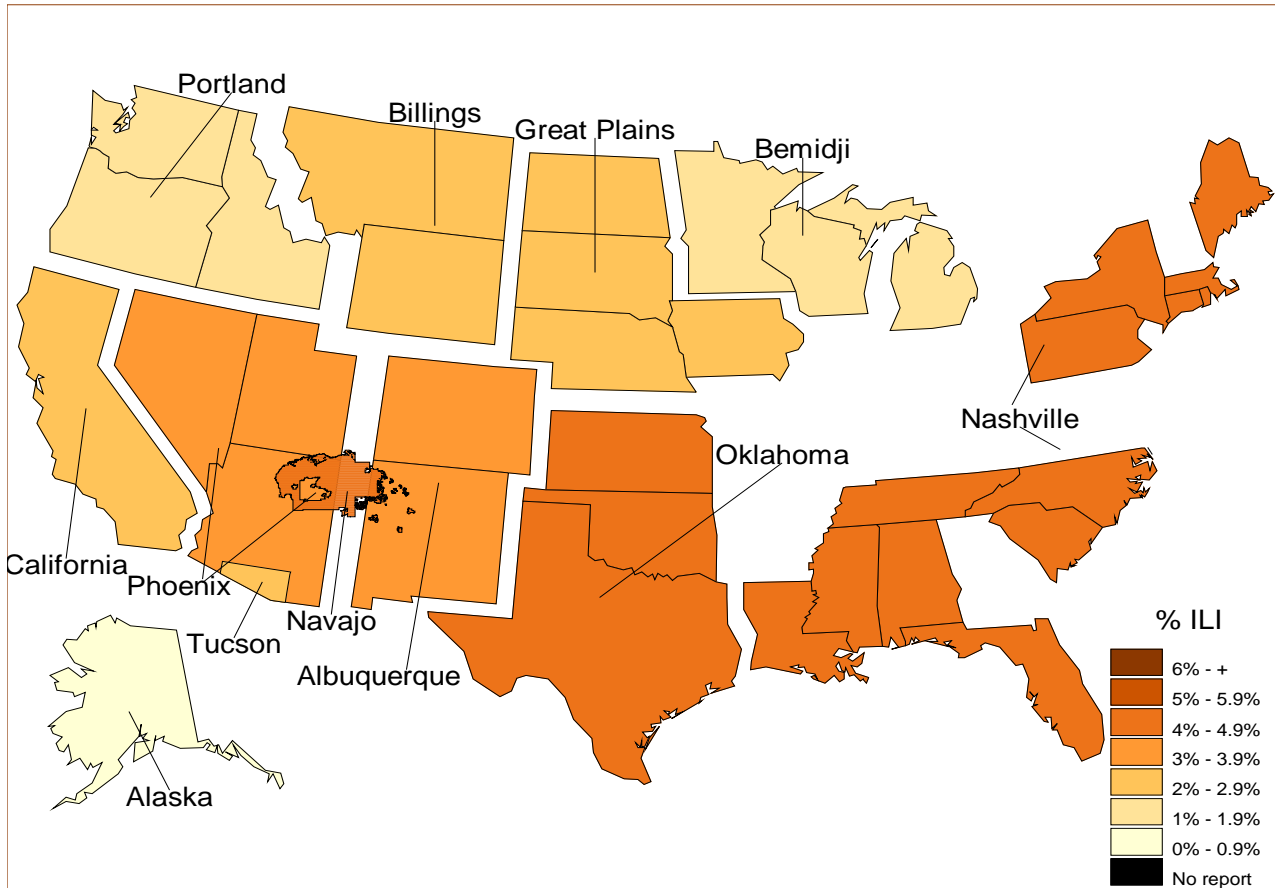 Portland
Billings
Great Plains
Bemidji
Nashville
Oklahoma
California
Phoenix
Navajo
Tucson
Albuquerque
Alaska
% ILI
6% - +
5% - 5.9%
4% - 4.9%
3% - 3.9%
2% - 2.9%
1% - 1.9%
0% - 0.9%
No report